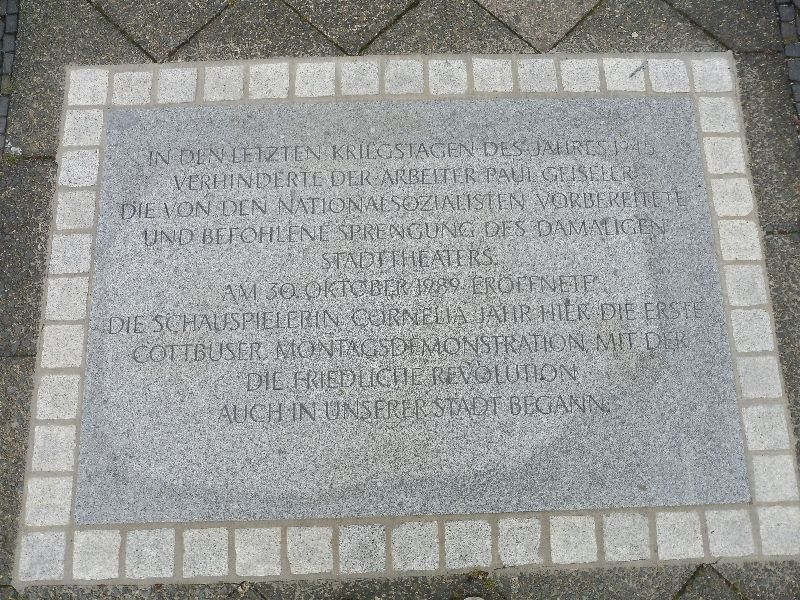 IN DEN LETZTEN KRIEGSTAGEN DES JAHRES 1945
VERHINDERTE DER ARBEITER PAUL GEISELER
DIE VON DEN NATIONALSOZIALISTEN VORBEREITETE
UND BEFOHLENE SPRENGUNG DES DAMALIGEN
STADTTHEATERS.
AM 30. OKTOBER 1989 ERÖFFNETE
DIE SCHAUSPIELERIN CORNELIA JAHR HIER DIE ERSTE
COTTBUSER MONTAGSDEMONSTRATION, MIT DER
DIE FRIEDLICHE REVOLUTION
AUCH IN UNSERER STADT BEGANN.